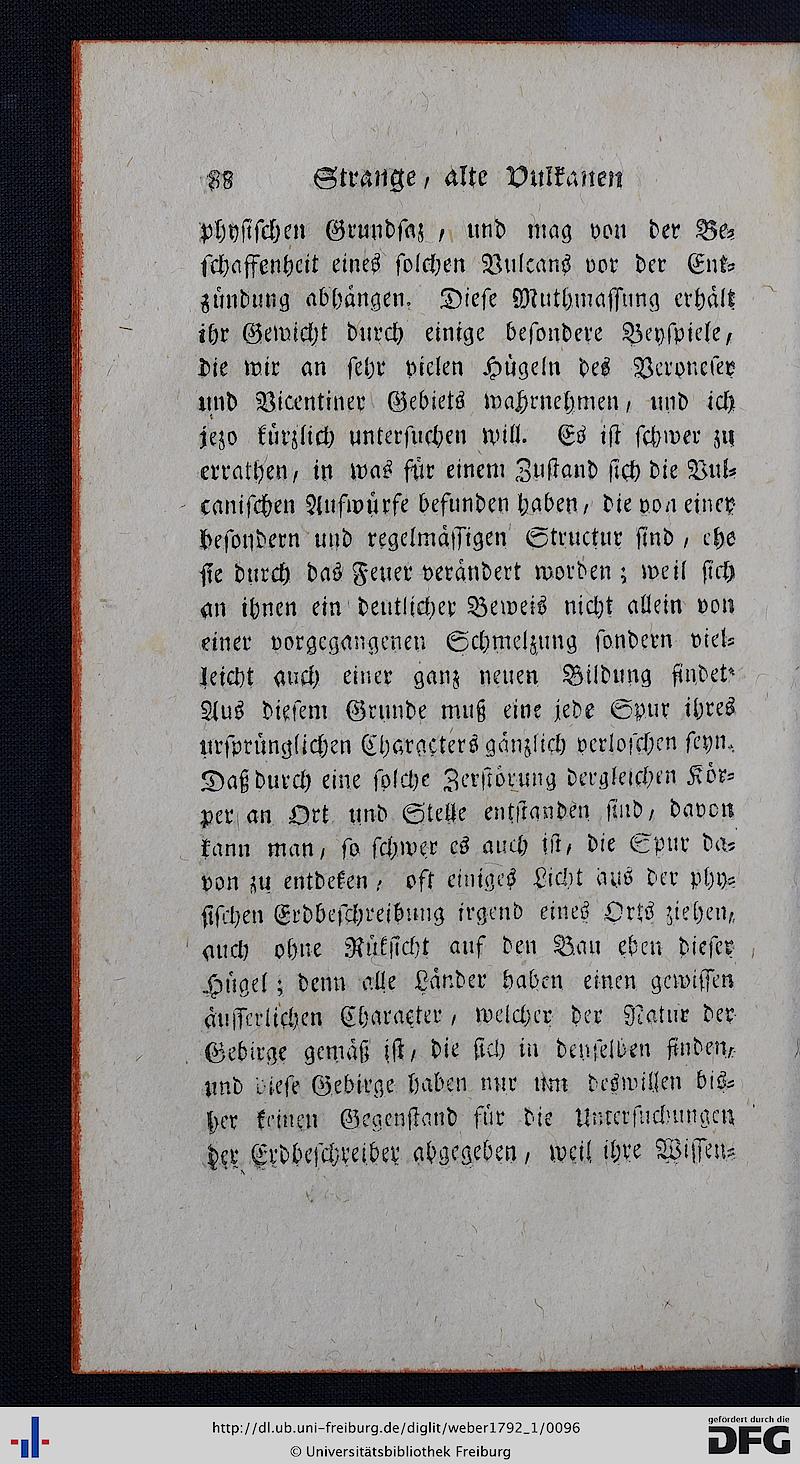 88 Strange, alte Vulkanen
physischen Grundsaz, und mag von der Be-
schaffenheit eines solchen Vulcans vor der Ent-
zündung abhängen. Diese Muthmassung erhält
ihr Gewicht durch einige besondere Beyspiele,
die wir an sehr vielen Hügeln des Veroneser
und Vicentiner Gebiets wahrnehmen, und ich
jezo kürzlich untersuchen will. Es ist schwer zu
errathen, in was für einem Zustand sich die Vul-
canischen Aufwürfe befunden haben, die von einer
besondern und regelmässigen Structur sind, ehe
sie durch das Feuer verändert worden; weil sich
an ihnen ein deutlicher Beweis nicht allein von
einer vorgegangenen Schmelzung sondern viel-
leicht auch einer ganz neuen Bildung findet.
Aus diesem Grunde muß eine jede Spur ihres
ursprünglichen Characters gänzlich verloschen seyn.
Daß durch eine solche Zerstörung dergleichen Kör-
per an Ort und Stelle entstanden sind, davon
kann man, so schwer es auch ist, die Spur da-
von zu entdeken, oft einiges Licht aus der phy-
sischen Erdbeschreibung irgend eines Orts ziehen,
auch ohne Rüksicht auf den Bau eben dieser
Hügel; denn alle Länder haben einen gewissen
äusserlichen Character, welcher der Natur der
Gebirge gemäß ist, die sich in denselben finden,
und diese Gebirge haben nur um deswillen bis-
her keinen Gegenstand für die Untersuchungen
der Erdbeschreiber abgegeben, weil ihre Wissen-
http://dl.ub.uni-freiburg.de/diglit/weber1792_1/0096
© Universitätsbibliothek Freiburg
gefördert durch die
DFG